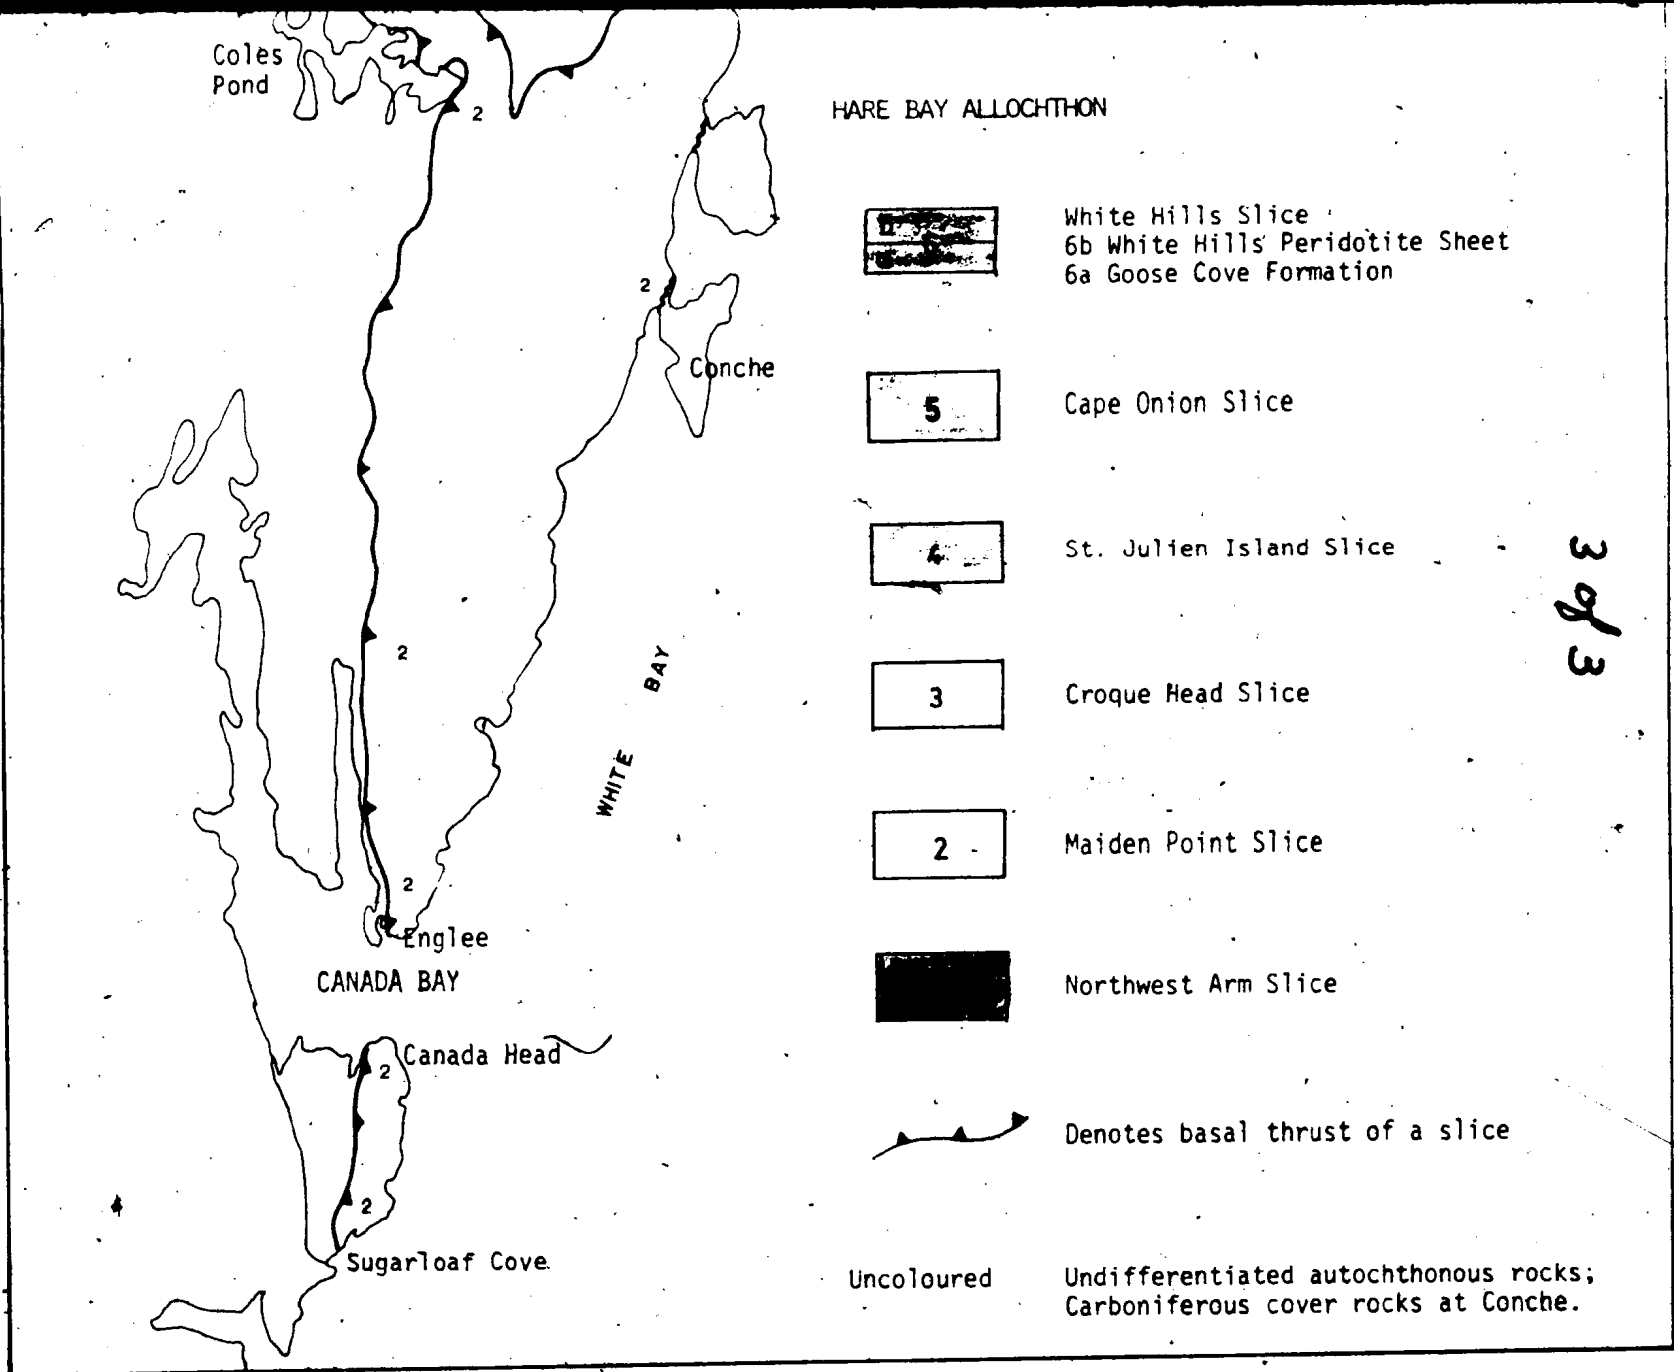 Coles
Pond
2
2
Conche
2
WHITE BAY
2
Englee
CANADA BAY
Canada Head
2
2
Sugarloaf Cove
HARE BAY ALLOCHTHON
White Hills Slice
6b White Hills Peridotite Sheet
6a Goose Cove Formation
5 Cape Onion Slice
4 St. Julien Island Slice
3 Croque Head Slice
2 Maiden Point Slice
Northwest Arm Slice
Denotes basal thrust of a slice
Uncoloured Undifferentiated autochthonous rocks;
Carboniferous cover rocks at Conche.
3 of 3